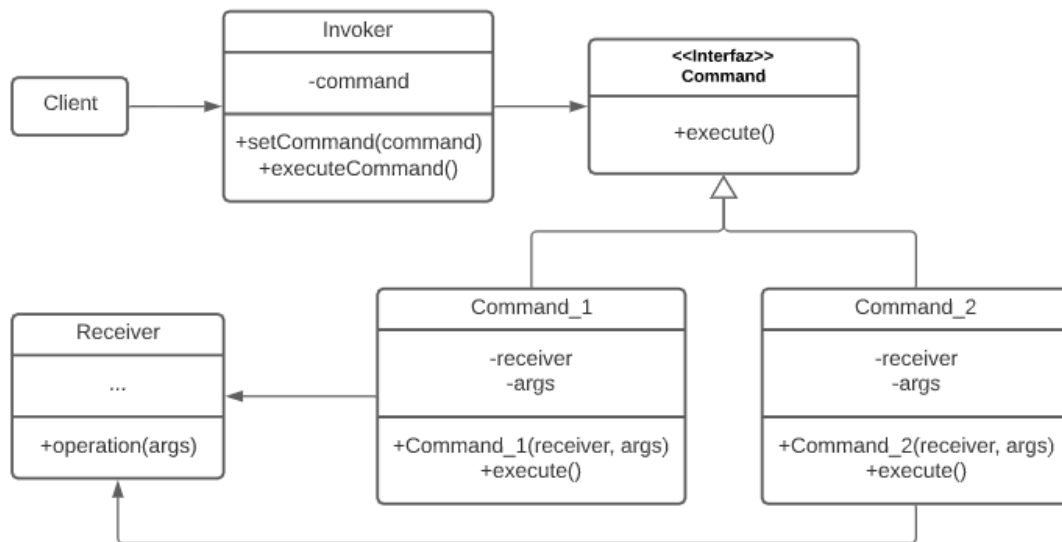 Client
Invoker
-command
+setCommand(command)
+executeCommand()
<<Interfaz>>
Command
+execute()
Receiver
...
+operation(args)
Command_1
-receiver
-args
+Command_1(receiver, args)
+execute()
Command_2
-receiver
-args
+Command_2(receiver, args)
+execute()